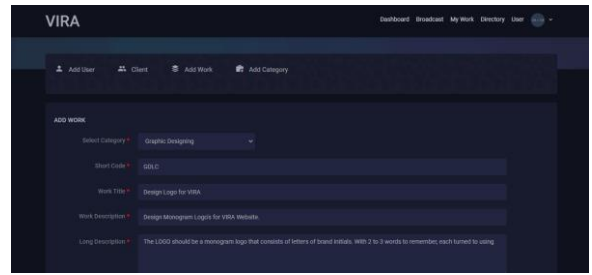 VIRA
Dashboard Broadcast My Work Directory User
Add User Client Add Work Add Category
ADD WORK
Select Category * Graphic Designing
Short Code * GDLC
Work Title * Design Logo for VIRA
Work Description * Design Monogram Logo's for VIRA Website.
Long Description * The LOGO should be a monogram logo that consists of letters of brand initials. With 2 to 3 words to remember, each turned to using